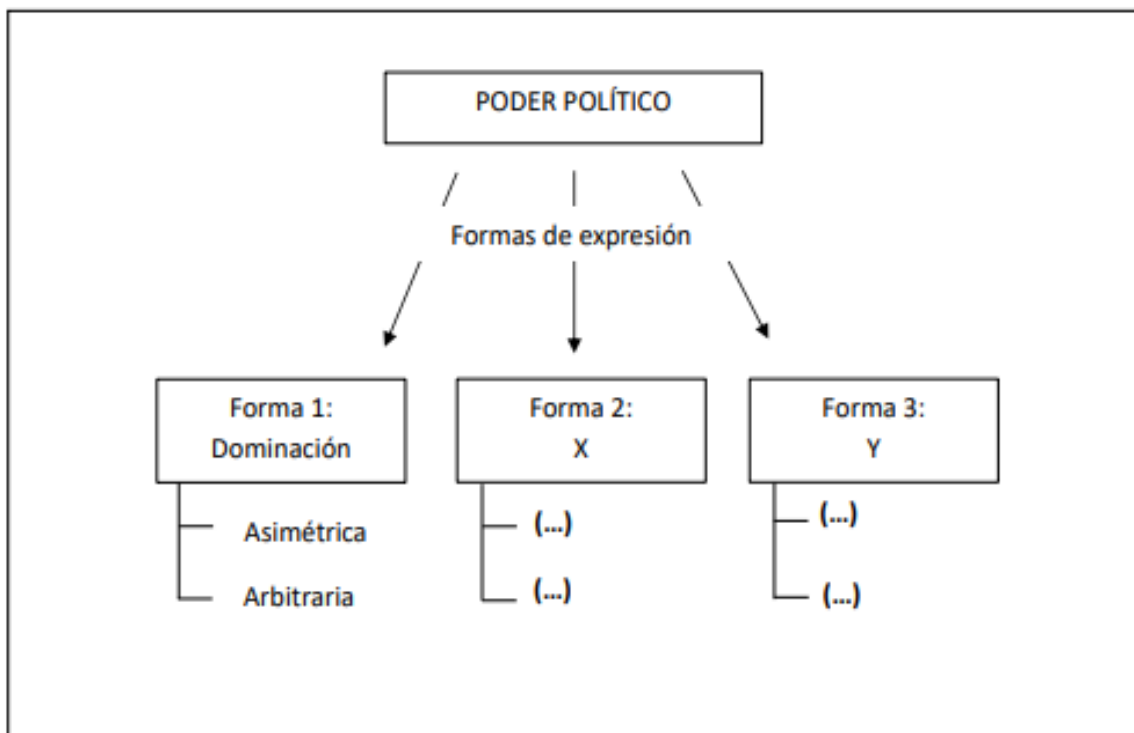 PODER POLÍTICO
Formas de expresión
Forma 1:
Dominación
Asimétrica
Arbitraria
Forma 2:
X
(...)
(...)
Forma 3:
Y
(...)
(...)